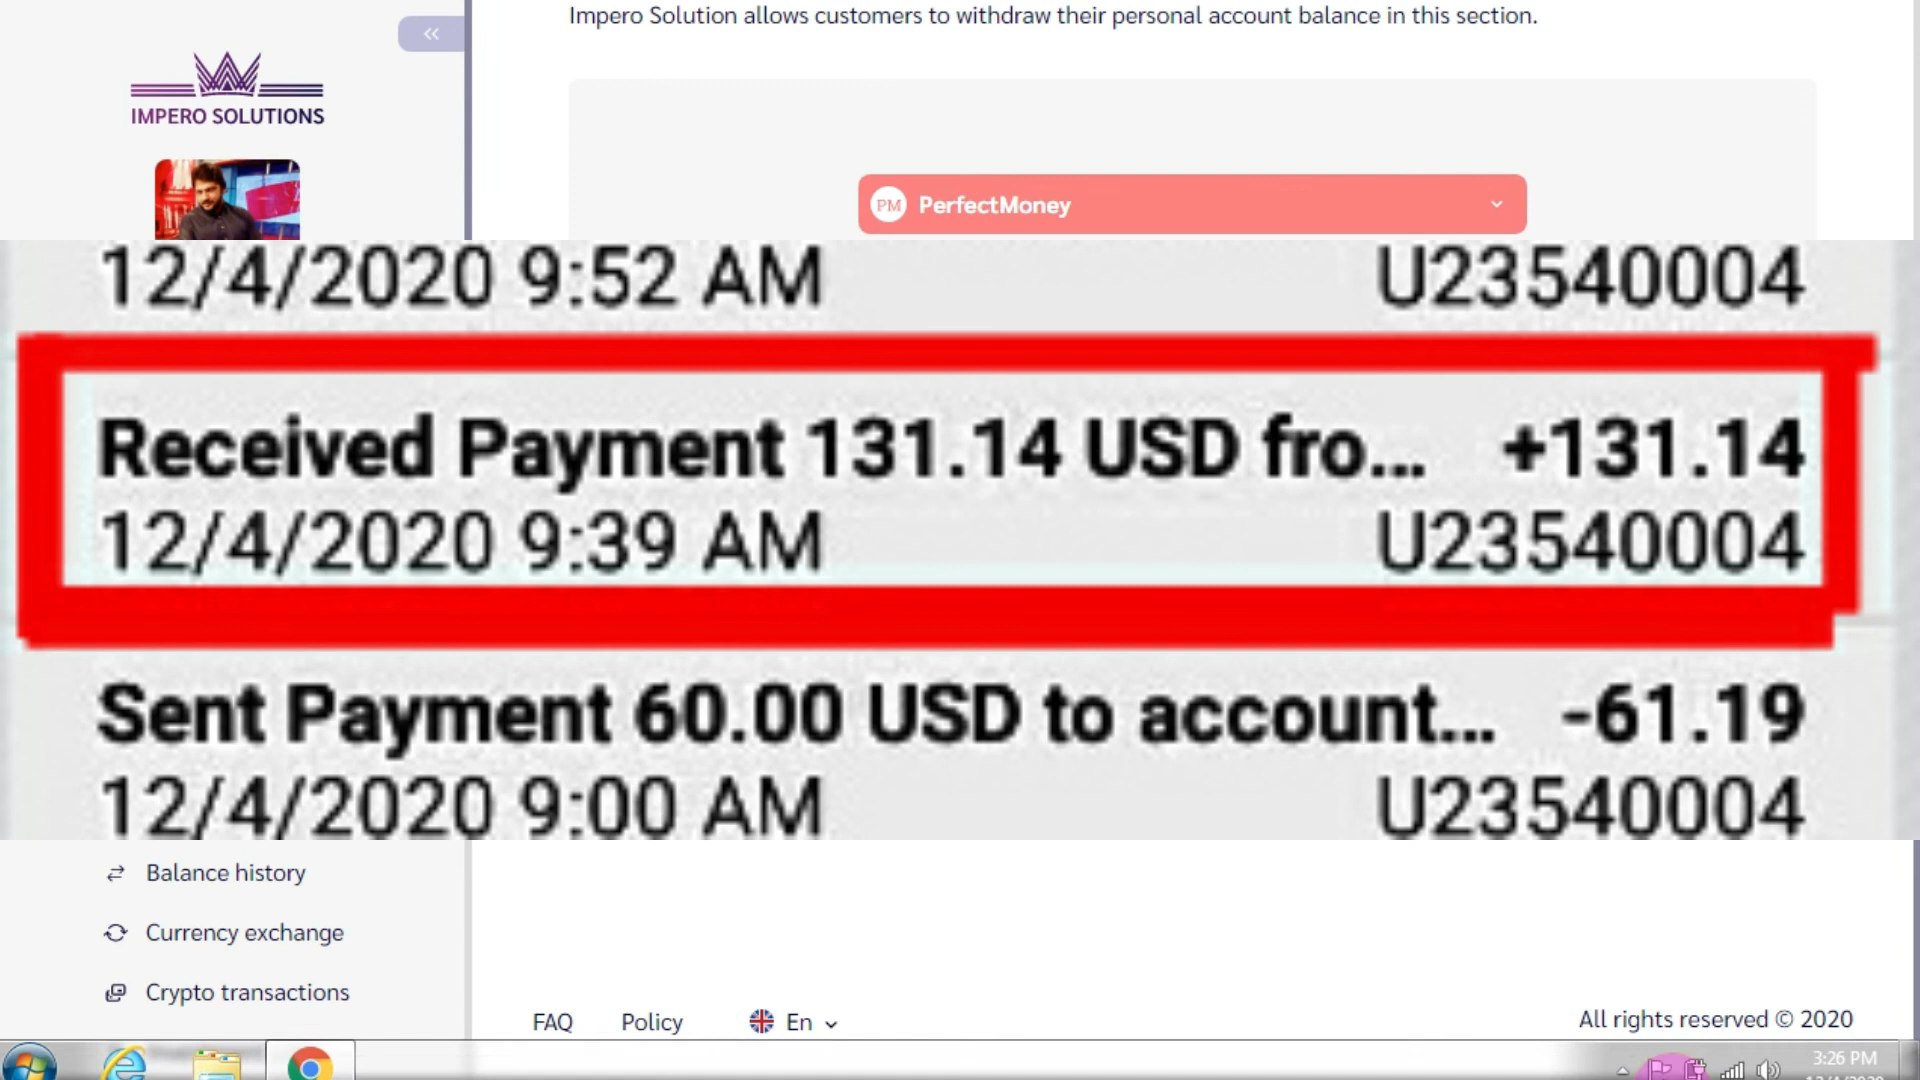 Impero Solution allows customers to withdraw their personal account balance in this section.
IMPERO SOLUTIONS
PM PerfectMoney
12/4/2020 9:52 AM U23540004
Received Payment 131.14 USD fro... +131.14
12/4/2020 9:39 AM U23540004
Sent Payment 60.00 USD to account... -61.19
12/4/2020 9:00 AM U23540004
Balance history
Currency exchange
Crypto transactions
FAQ Policy En All rights reserved © 2020
3:26 PM